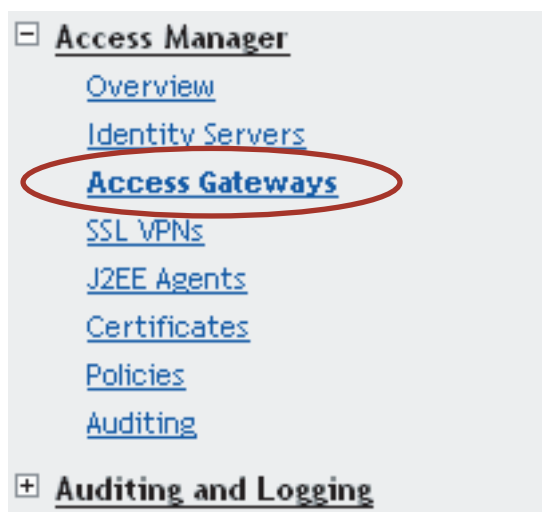 Access Manager
Overview
Identity Servers
Access Gateways
SSL VPNs
J2EE Agents
Certificates
Policies
Auditing
Auditing and Logging